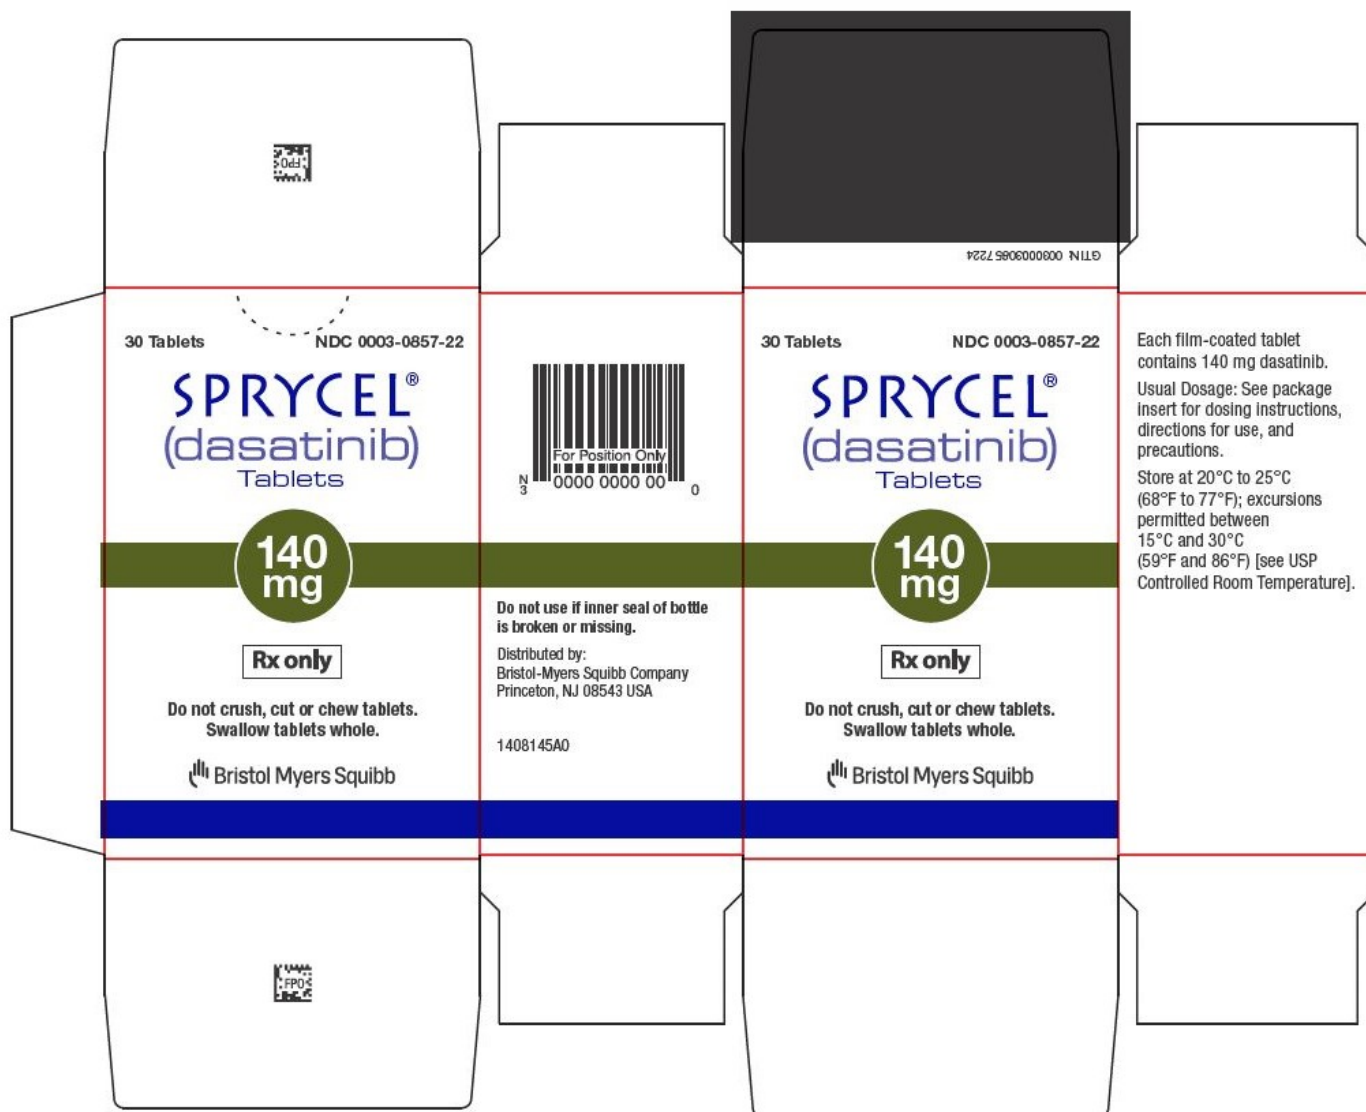 FPO
GTIN: 00300030857224
30 Tablets NDC 0003-0857-22
SPRYCEL®
(dasatinib)
Tablets
140
mg
Rx only
Do not crush, cut or chew tablets.
Swallow tablets whole.
Bristol Myers Squibb
For Position Only
N
3 0000 0000 00 0
Do not use if inner seal of bottle
is broken or missing.
Distributed by:
Bristol-Myers Squibb Company
Princeton, NJ 08543 USA
1408145A0
30 Tablets NDC 0003-0857-22
SPRYCEL®
(dasatinib)
Tablets
140
mg
Rx only
Do not crush, cut or chew tablets.
Swallow tablets whole.
Bristol Myers Squibb
Each film-coated tablet
contains 140 mg dasatinib.
Usual Dosage: See package
insert for dosing instructions,
directions for use, and
precautions.
Store at 20°C to 25°C
(68°F to 77°F); excursions
permitted between
15°C and 30°C
(59°F and 86°F) [see USP
Controlled Room Temperature].
FPO